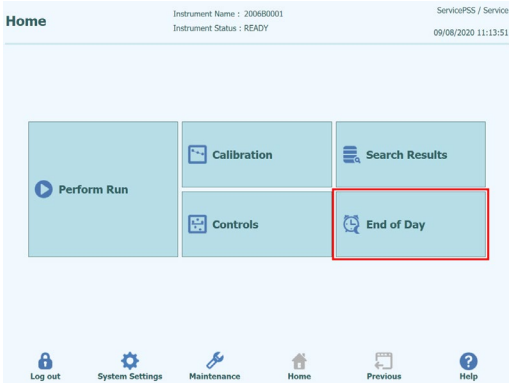 Home
Instrument Name : 2006B0001
Instrument Status : READY
ServicePSS / Service
09/08/2020 11:13:51
Perform Run
Calibration
Search Results
Controls
End of Day
Log out
System Settings
Maintenance
Home
Previous
Help